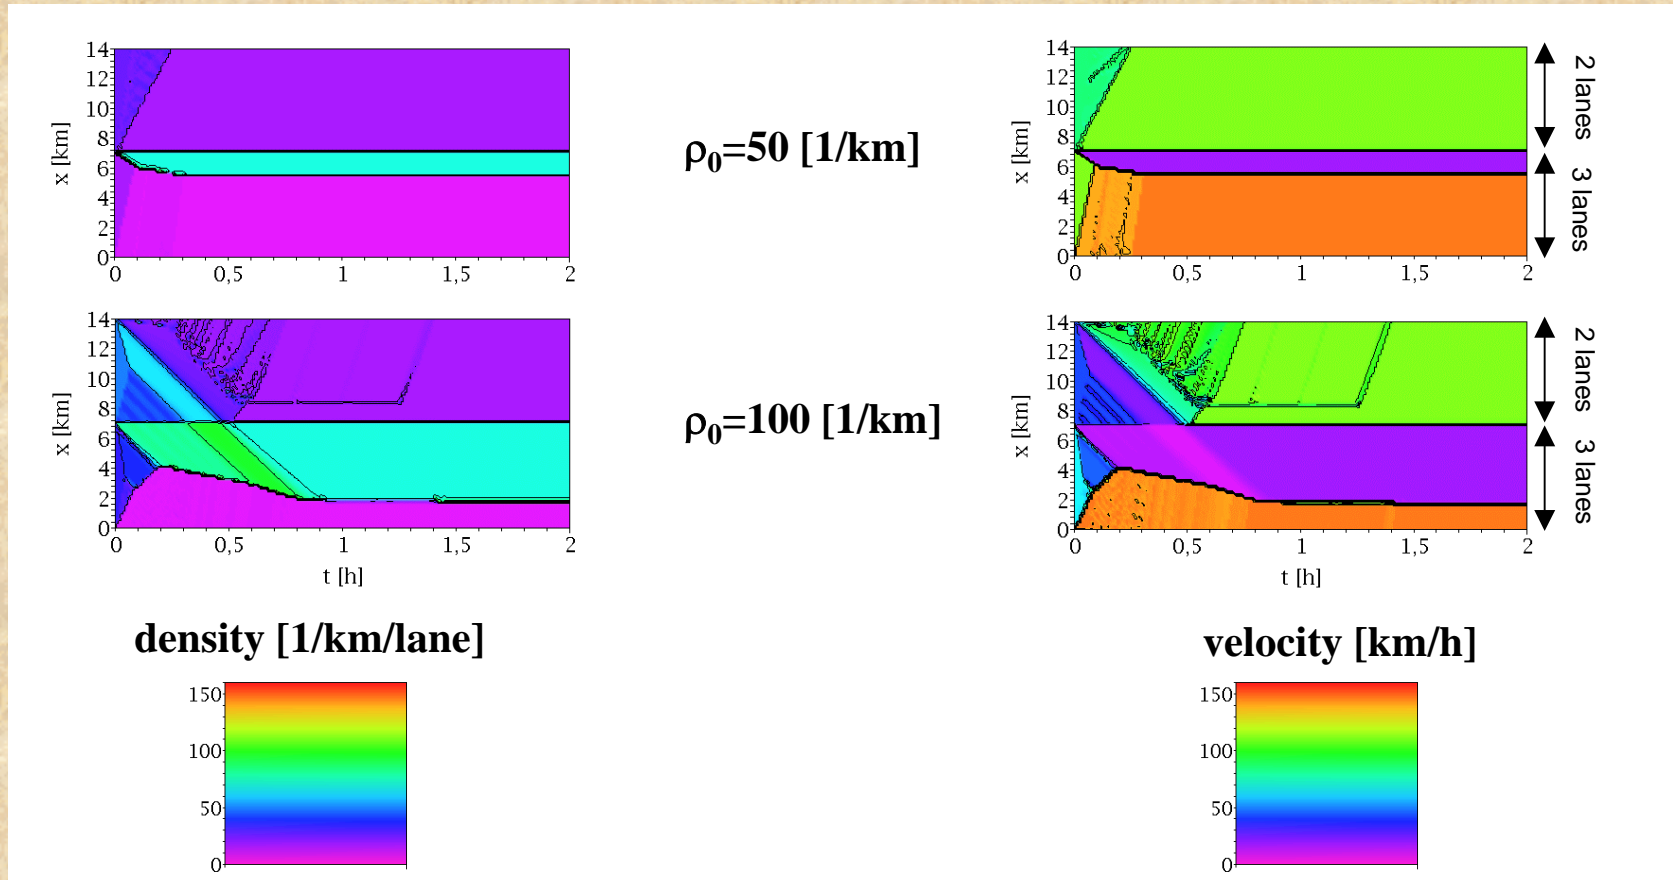 14
12
10
8
6
4
2
0
x [km]
0 0,5 1 1,5 2
ρ₀=50 [1/km]
14
12
10
8
6
4
2
0
x [km]
0 0,5 1 1,5 2
2 lanes
3 lanes
14
12
10
8
6
4
2
0
x [km]
0 0,5 1 1,5 2
t [h]
ρ₀=100 [1/km]
14
12
10
8
6
4
2
0
x [km]
0 0,5 1 1,5 2
t [h]
2 lanes
3 lanes
density [1/km/lane]
150
100
50
0
velocity [km/h]
150
100
50
0